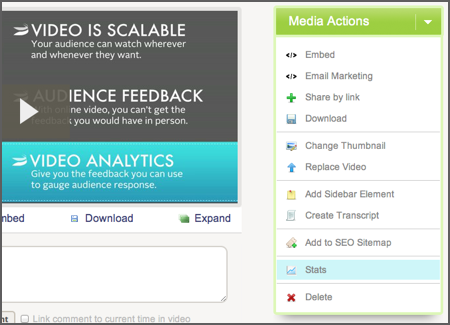 VIDEO IS SCALABLE
Your audience can watch wherever
and whenever they want.
AUDIENCE FEEDBACK
online video, you can't get the
feedback you would have in person.
VIDEO ANALYTICS
Give you the feedback you can use
to gauge audience response.
mbed
Download
Expand
nt
Link comment to current time in video
Media Actions
Embed
Email Marketing
Share by link
Download
Change Thumbnail
Replace Video
Add Sidebar Element
Create Transcript
Add to SEO Sitemap
Stats
Delete